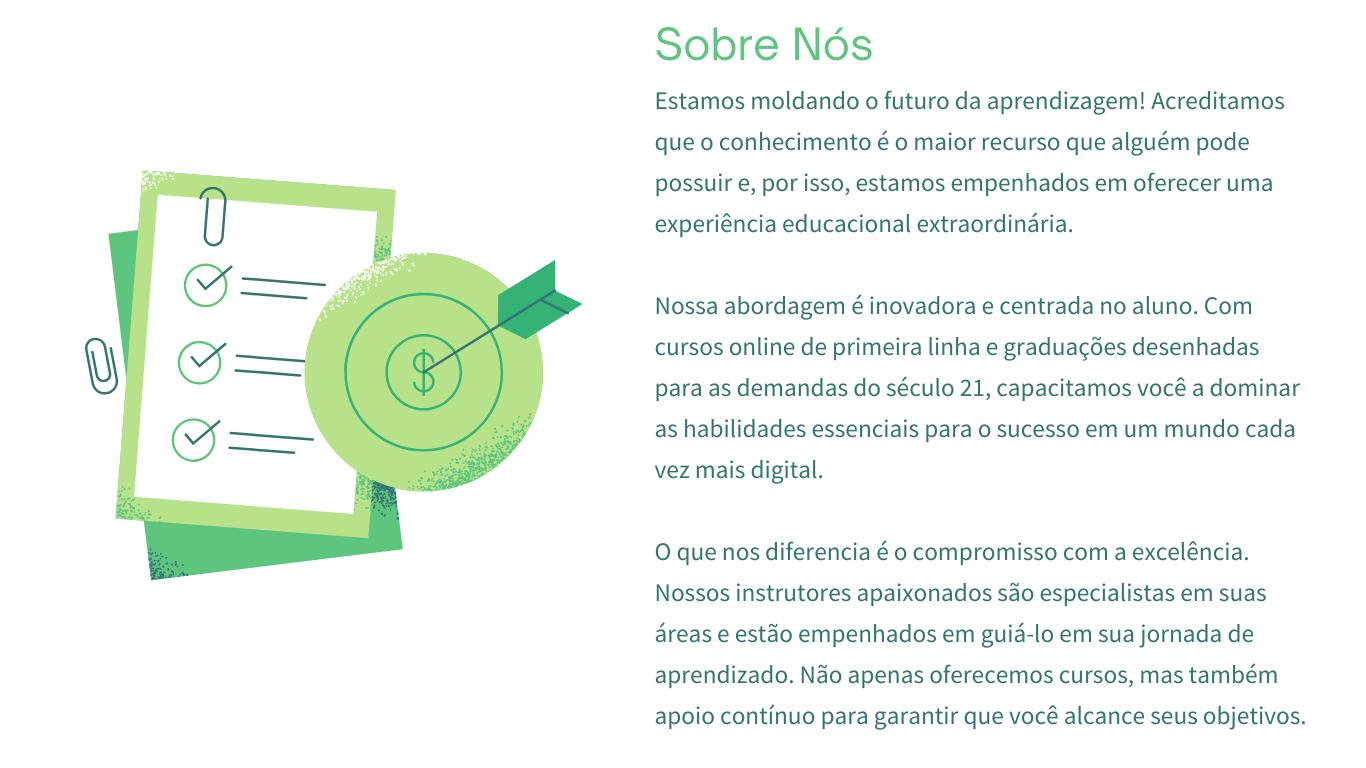 Sobre Nós
Estamos moldando o futuro da aprendizagem! Acreditamos
que o conhecimento é o maior recurso que alguém pode
possuir e, por isso, estamos empenhados em oferecer uma
experiência educacional extraordinária.
Nossa abordagem é inovadora e centrada no aluno. Com
cursos online de primeira linha e graduações desenhadas
para as demandas do século 21, capacitamos você a dominar
as habilidades essenciais para o sucesso em um mundo cada
vez mais digital.
O que nos diferencia é o compromisso com a excelência.
Nossos instrutores apaixonados são especialistas em suas
áreas e estão empenhados em guiá-lo em sua jornada de
aprendizado. Não apenas oferecemos cursos, mas também
apoio contínuo para garantir que você alcance seus objetivos.
$